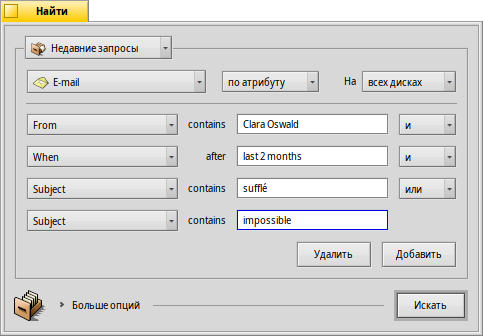 Найти
Недавние запросы
E-mail по атрибуту На всех дисках
From contains Clara Oswald и
When after last 2 months и
Subject contains sufflé или
Subject contains impossible
Удалить Добавить
Больше опций Искать